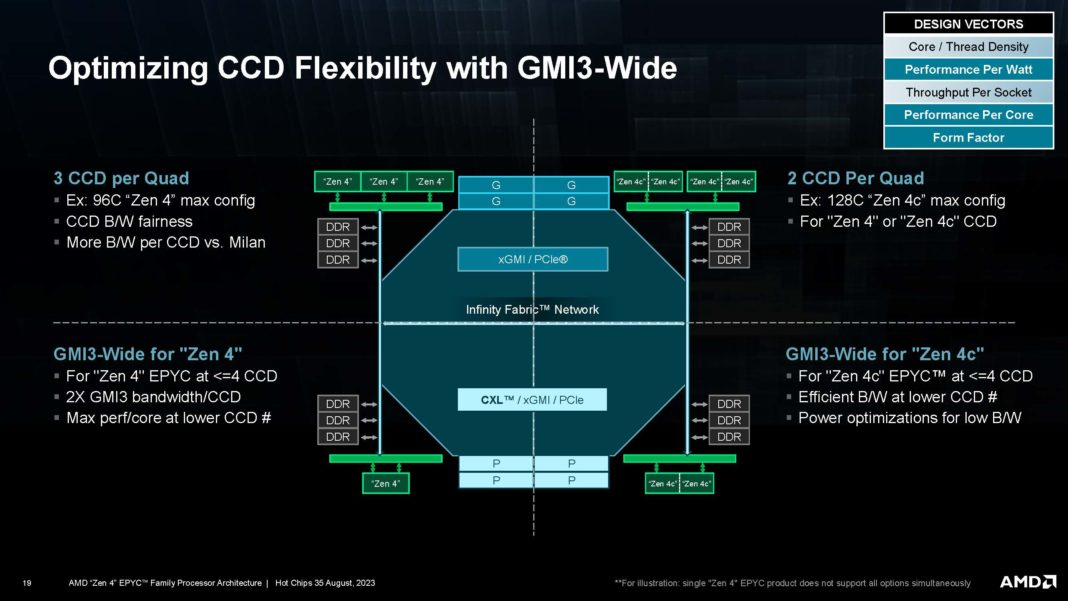 DESIGN VECTORS
Core / Thread Density
Performance Per Watt
Throughput Per Socket
Performance Per Core
Form Factor
Optimizing CCD Flexibility with GMI3-Wide
3 CCD per Quad
▪ Ex: 96C “Zen 4” max config
▪ CCD B/W fairness
▪ More B/W per CCD vs. Milan
"Zen 4" "Zen 4" "Zen 4"
G G
G G
"Zen 4c" "Zen 4c" "Zen 4c" "Zen 4c"
2 CCD Per Quad
▪ Ex: 128C “Zen 4c” max config
▪ For "Zen 4" or "Zen 4c" CCD
DDR DDR
DDR DDR
DDR DDR
xGMI / PCIe®
Infinity Fabric™ Network
GMI3-Wide for "Zen 4"
▪ For "Zen 4" EPYC at <=4 CCD
▪ 2X GMI3 bandwidth/CCD
▪ Max perf/core at lower CCD #
CXL™ / xGMI / PCIe
DDR DDR
DDR DDR
DDR DDR
GMI3-Wide for "Zen 4c"
▪ For "Zen 4c" EPYC™ at <=4 CCD
▪ Efficient B/W at lower CCD #
▪ Power optimizations for low B/W
P P
P P
"Zen 4"
"Zen 4c" "Zen 4c"
19 AMD “Zen 4” EPYC™ Family Processor Architecture | Hot Chips 35 August, 2023
**For illustration: single "Zen 4" EPYC product does not support all options simultaneously
AMD